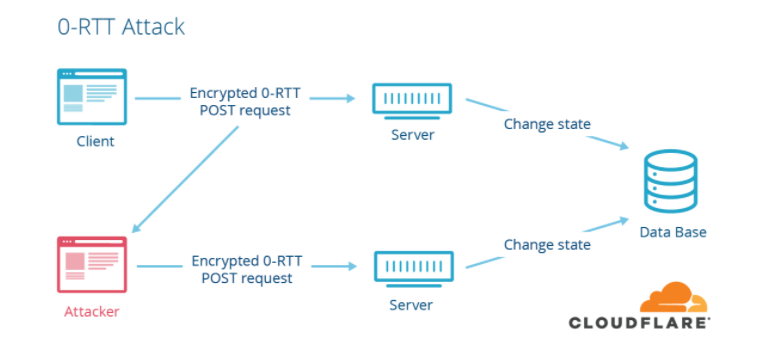 0-RTT Attack
Encrypted 0-RTT
POST request
Client
Server
Change state
Data Base
Encrypted 0-RTT
POST request
Attacker
Server
Change state
CLOUDFLARE